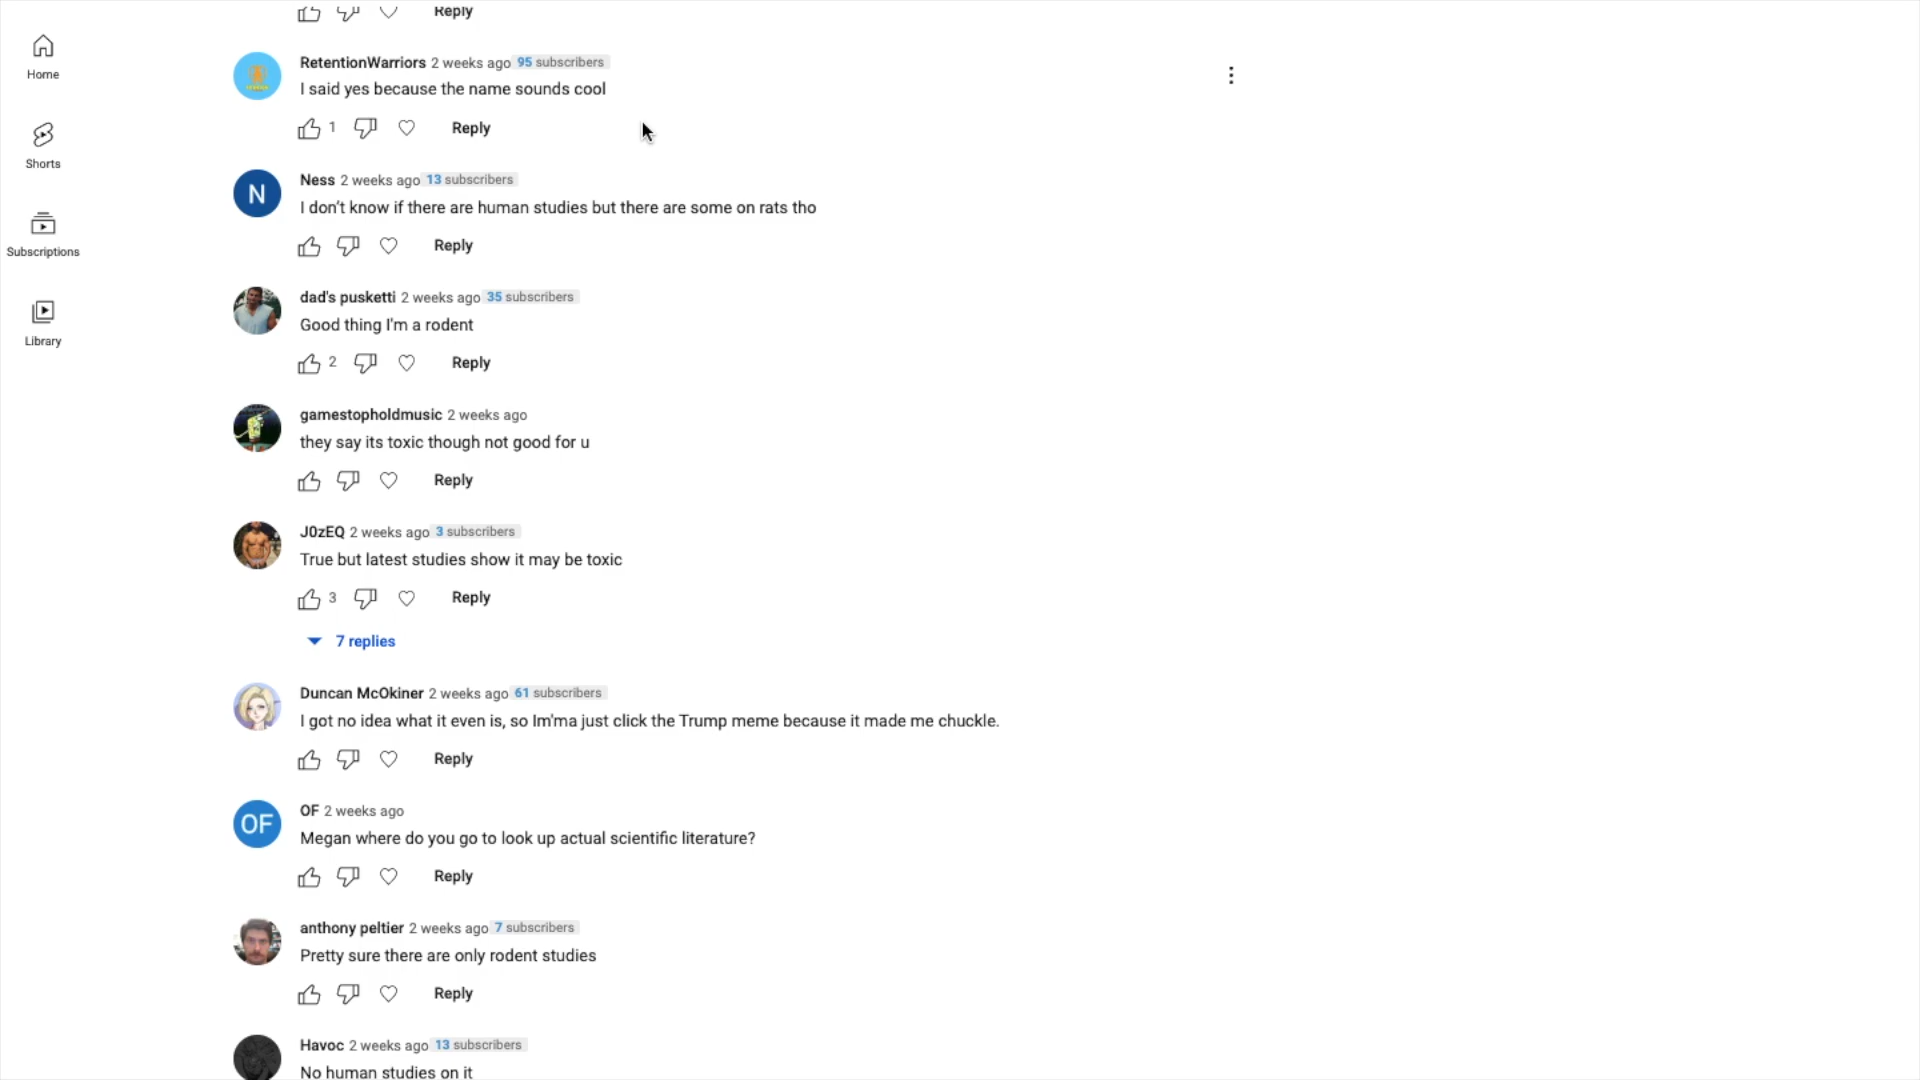 Reply
Home
Shorts
Subscriptions
Library
RetentionWarriors 2 weeks ago 95 subscribers
I said yes because the name sounds cool
1 Reply
N
Ness 2 weeks ago 13 subscribers
I don't know if there are human studies but there are some on rats tho
Reply
dad's pusketti 2 weeks ago 35 subscribers
Good thing I'm a rodent
2 Reply
gamestopholdmusic 2 weeks ago
they say its toxic though not good for u
Reply
J0zEQ 2 weeks ago 3 subscribers
True but latest studies show it may be toxic
3 Reply
7 replies
Duncan McOkiner 2 weeks ago 61 subscribers
I got no idea what it even is, so Im'ma just click the Trump meme because it made me chuckle.
Reply
OF
OF 2 weeks ago
Megan where do you go to look up actual scientific literature?
Reply
anthony peltier 2 weeks ago 7 subscribers
Pretty sure there are only rodent studies
Reply
Havoc 2 weeks ago 13 subscribers
No human studies on it